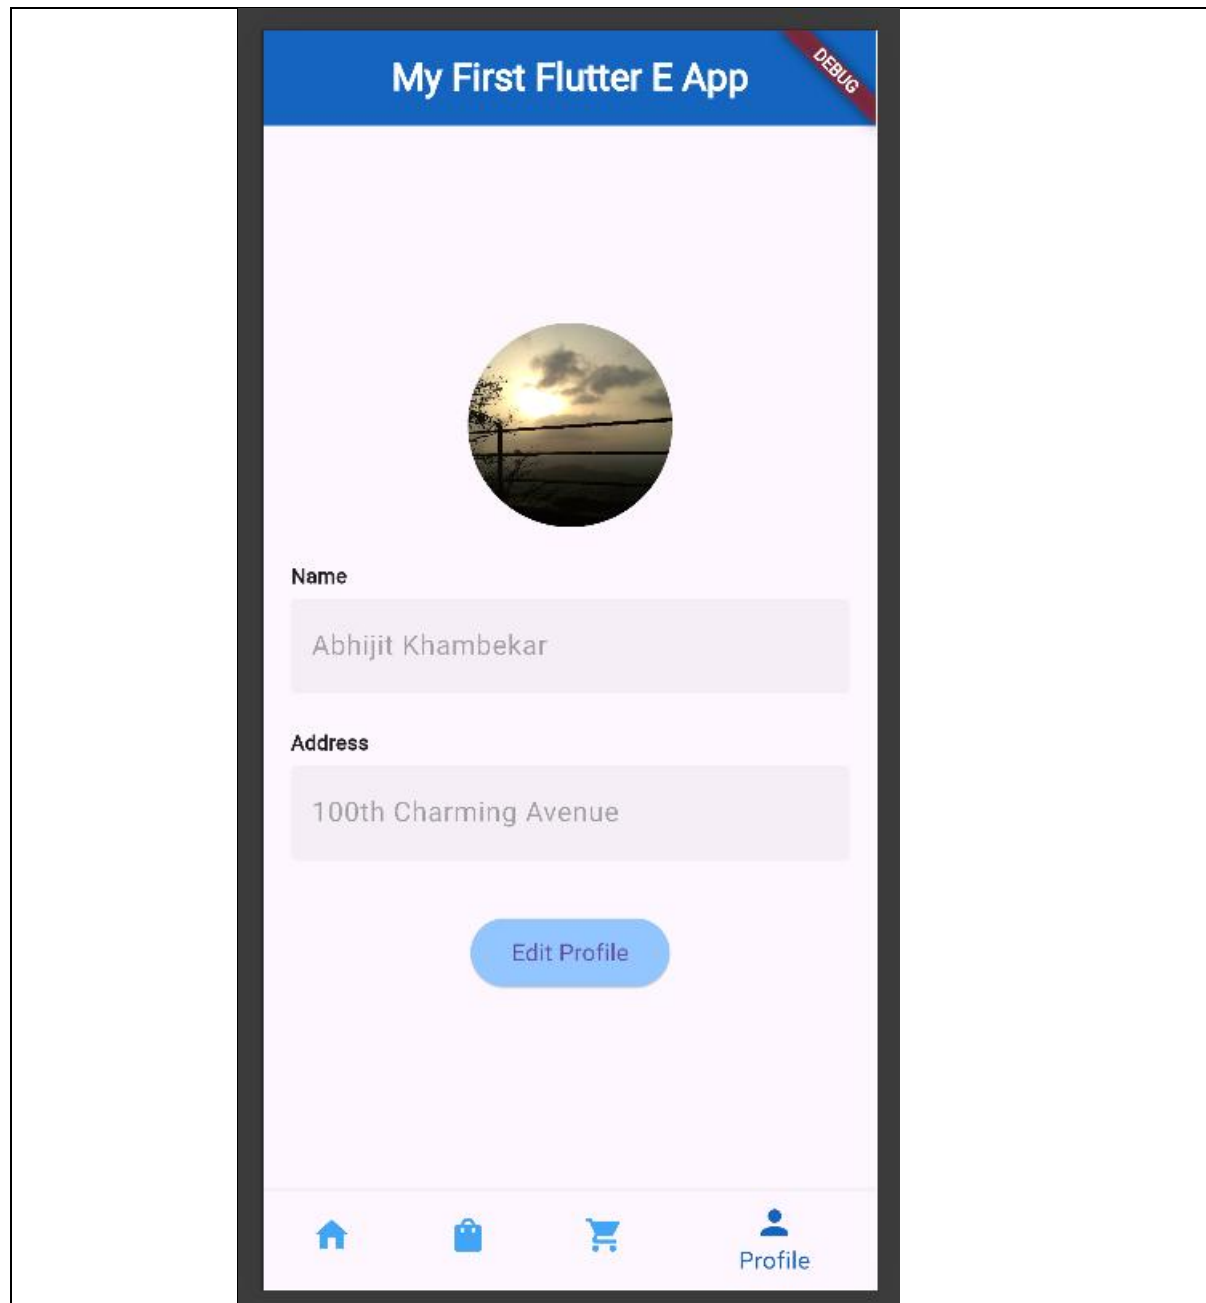 My First Flutter E App
DEBUG
Name
Abhijit Khambekar
Address
100th Charming Avenue
Edit Profile
Profile